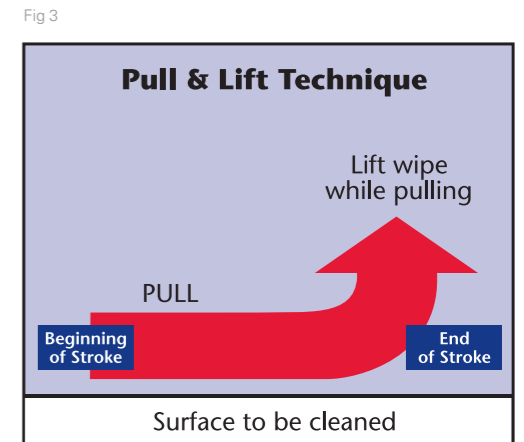 Fig 3
Pull & Lift Technique
Lift wipe
while pulling
PULL
Beginning
of Stroke
End
of Stroke
Surface to be cleaned